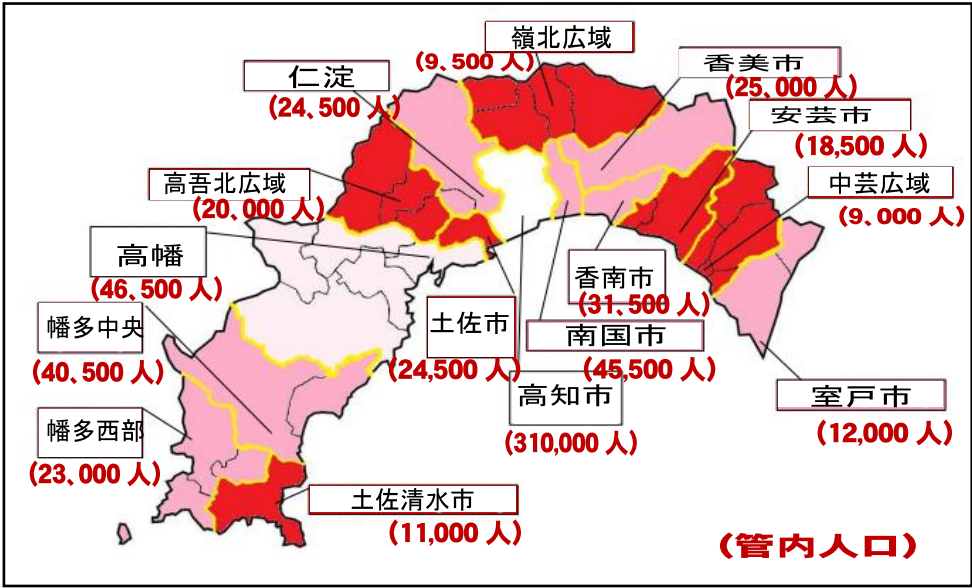 嶺北広域
(9、500 人)
香美市
(25、000 人)
仁淀
(24、500 人)
安芸市
(18,500 人)
高吾北広域
(20、000 人)
中芸広域
(9、000 人)
高幡
(46、500 人)
香南市
(31、500 人)
幡多中央
(40、500 人)
土佐市
(24,500 人)
南国市
(45,500 人)
高知市
(310,000 人)
室戸市
(12,000 人)
幡多西部
(23、000 人)
土佐清水市
(11,000 人)
(管内人口)